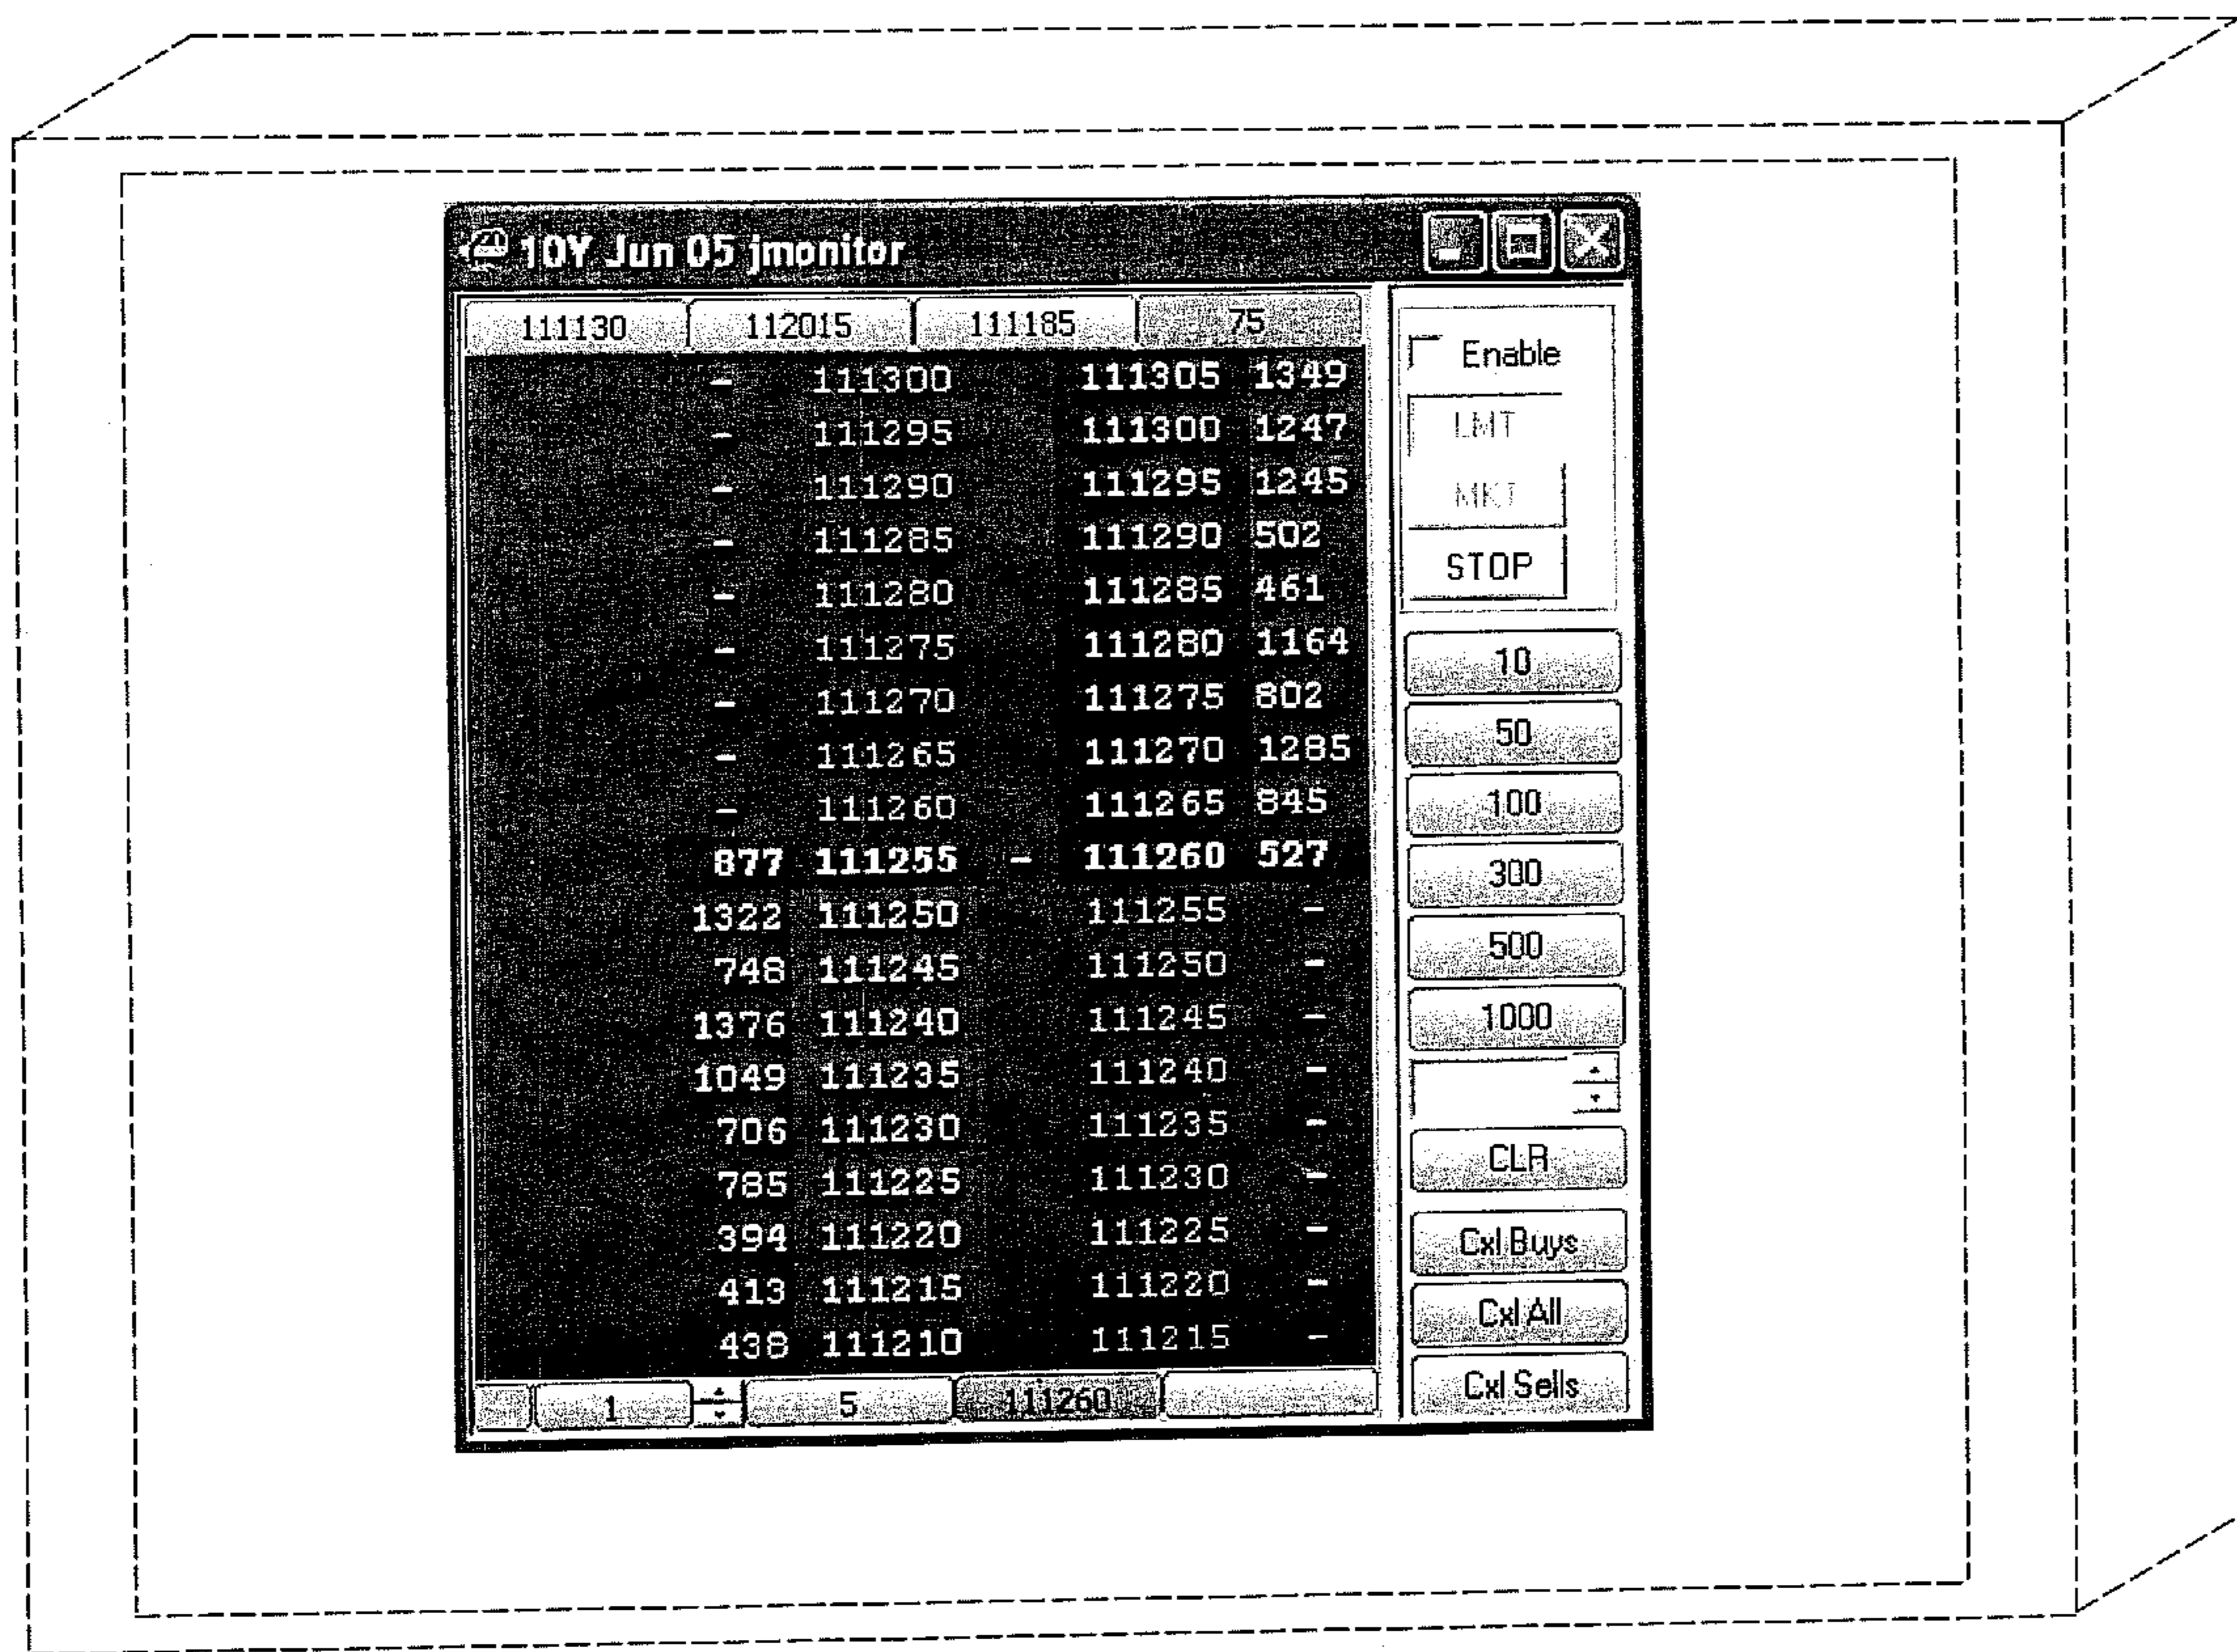 10Y Jun 05 jmonitor
111130 112015 111185 75
- 111300 111305 1349
- 111295 111300 1247
- 111290 111295 1245
- 111285 111290 502
- 111280 111285 461
- 111275 111280 1164
- 111270 111275 802
- 111265 111270 1285
- 111260 111265 845
877 111255 - 111260 527
1322 111250 111255 -
748 111245 111250 -
1376 111240 111245 -
1049 111235 111240 -
706 111230 111235 -
785 111225 111230 -
394 111220 111225 -
413 111215 111220 -
438 111210 111215 -
1 5 111260
Enable
LMT
MKT
STOP
10
50
100
300
500
1000
CLR
Cxl Buys
Cxl All
Cxl Sells